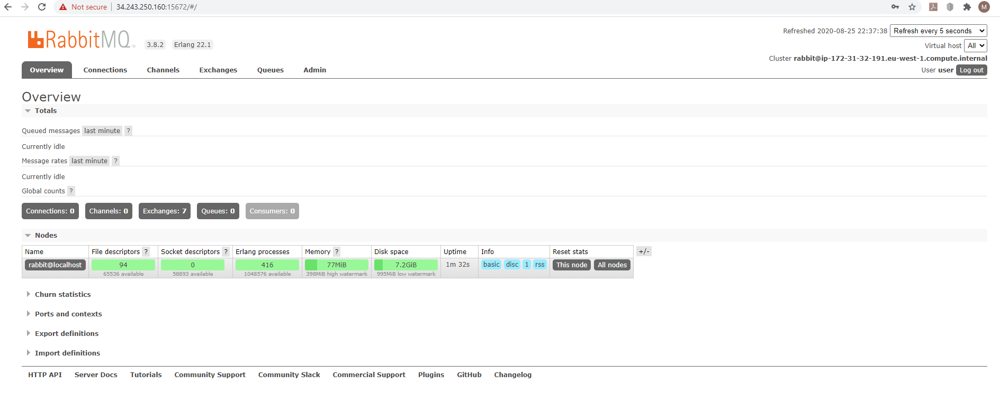 Not secure | 34.243.250.160:15672/#/
M
RabbitMQ TM 3.8.2 Erlang 22.1
Refreshed 2020-08-25 22:37:38 Refresh every 5 seconds
Virtual host All
Cluster rabbit@ip-172-31-32-191.eu-west-1.compute.internal
User user Log out
Overview Connections Channels Exchanges Queues Admin
Overview
Totals
Queued messages last minute ?
Currently idle
Message rates last minute ?
Currently idle
Global counts ?
Connections: 0 Channels: 0 Exchanges: 7 Queues: 0 Consumers: 0
Nodes
Name File descriptors ? Socket descriptors ? Erlang processes Memory ? Disk space Uptime Info Reset stats +/-
rabbit@localhost 94 0 416 77MiB 7.2GiB 1m 32s basic disc 1 rss This node All nodes
65536 available 58893 available 1048576 available 398MiB high watermark 995MiB low watermark
Churn statistics
Ports and contexts
Export definitions
Import definitions
HTTP API Server Docs Tutorials Community Support Community Slack Commercial Support Plugins GitHub Changelog